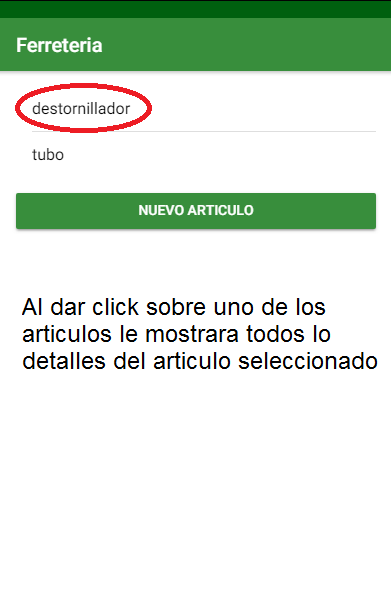 Ferreteria
destornillador
tubo
NUEVO ARTICULO
Al dar click sobre uno de los
articulos le mostrara todos lo
detalles del articulo seleccionado